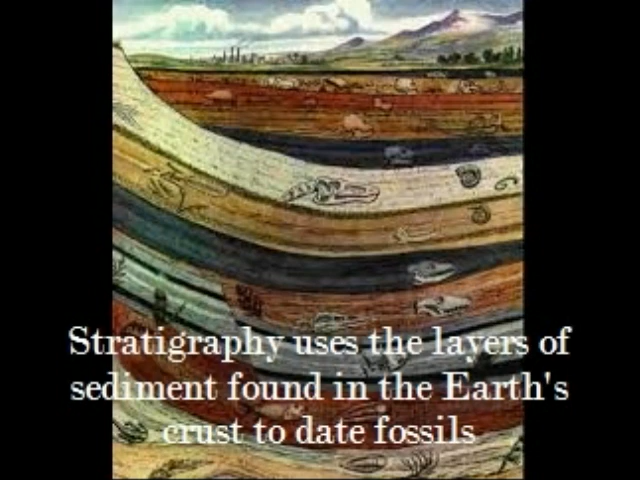 Stratigraphy uses the layers of
sediment found in the Earth's
crust to date fossils